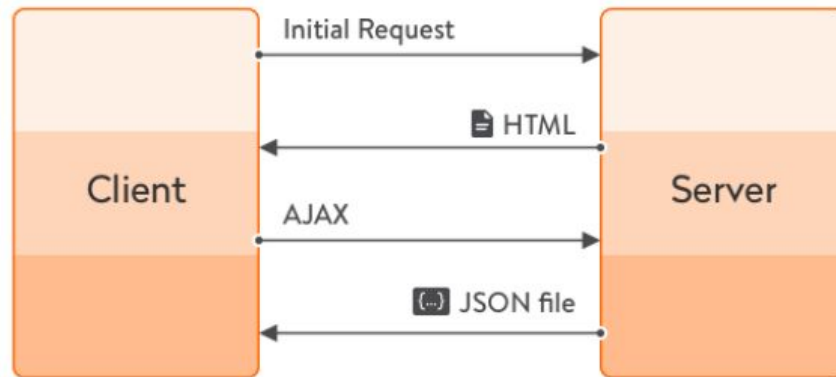 Initial Request
HTML
Client
Server
AJAX
{...} JSON file